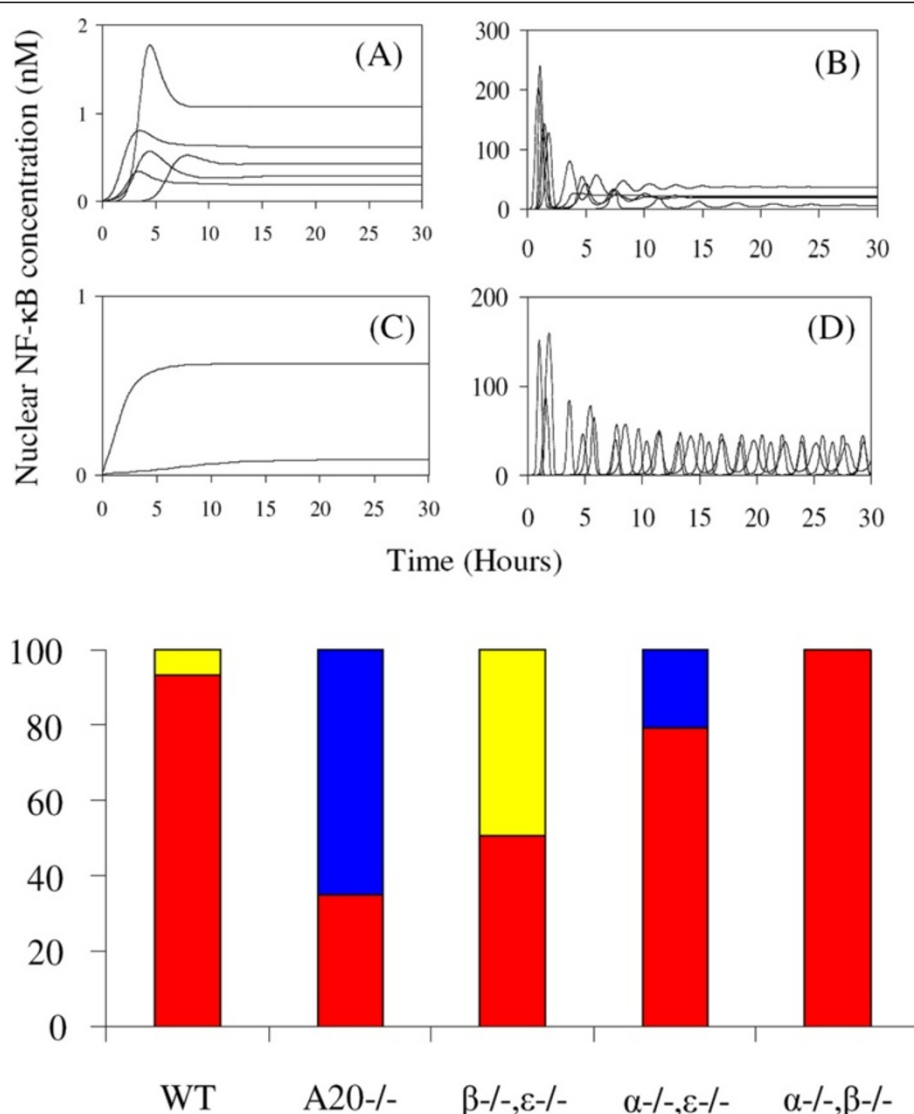 Nuclear NF-κB concentration (nM)
2
1
0
(A)
0 5 10 15 20 25 30
300
200
100
0
(B)
0 5 10 15 20 25 30
1
0
(C)
0 5 10 15 20 25 30
200
100
0
(D)
0 5 10 15 20 25 30
Time (Hours)
100
80
60
40
20
0
WT A20-/- β-/-,ε-/- α-/-,ε-/- α-/-,β-/-